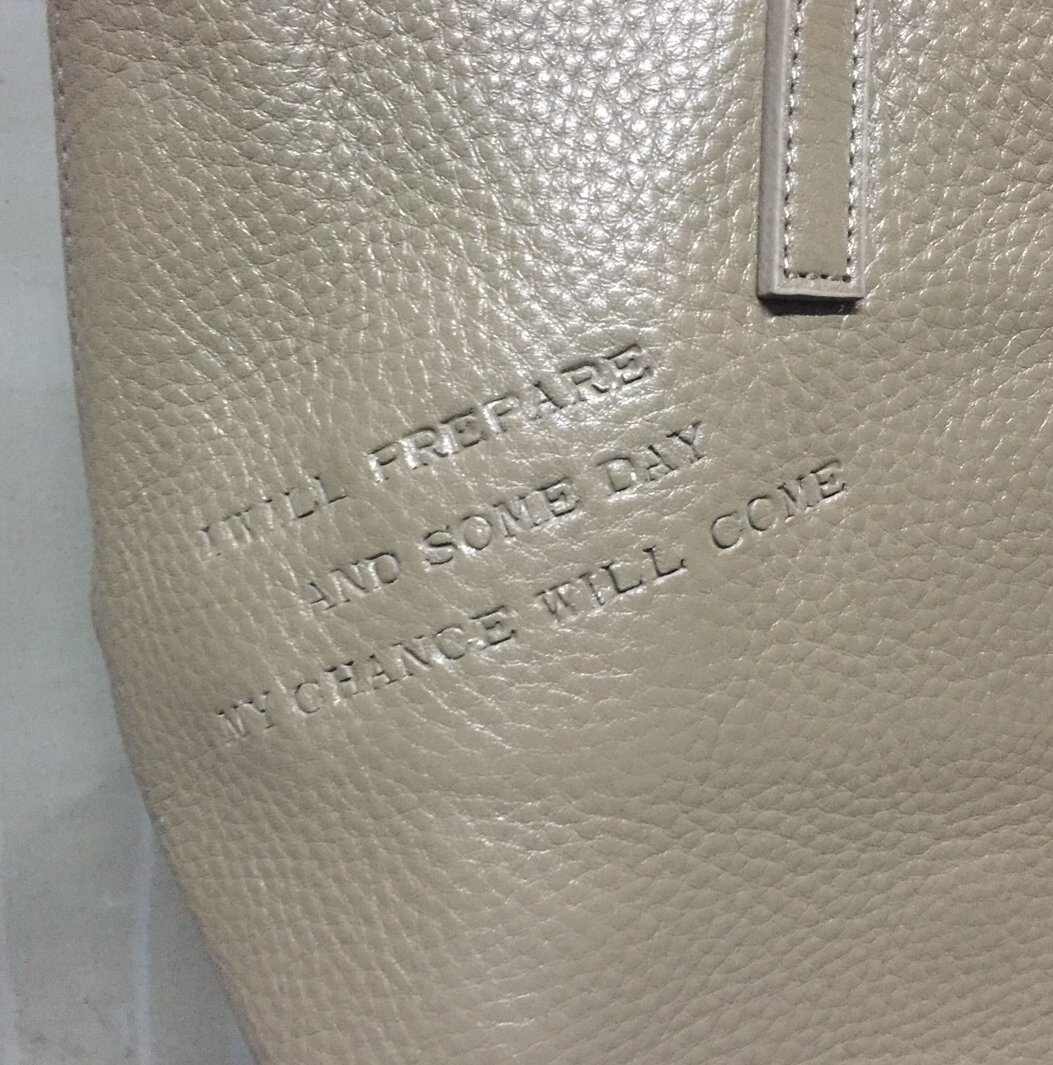 I WILL PREPARE
AND SOME DAY
MY CHANCE WILL COME